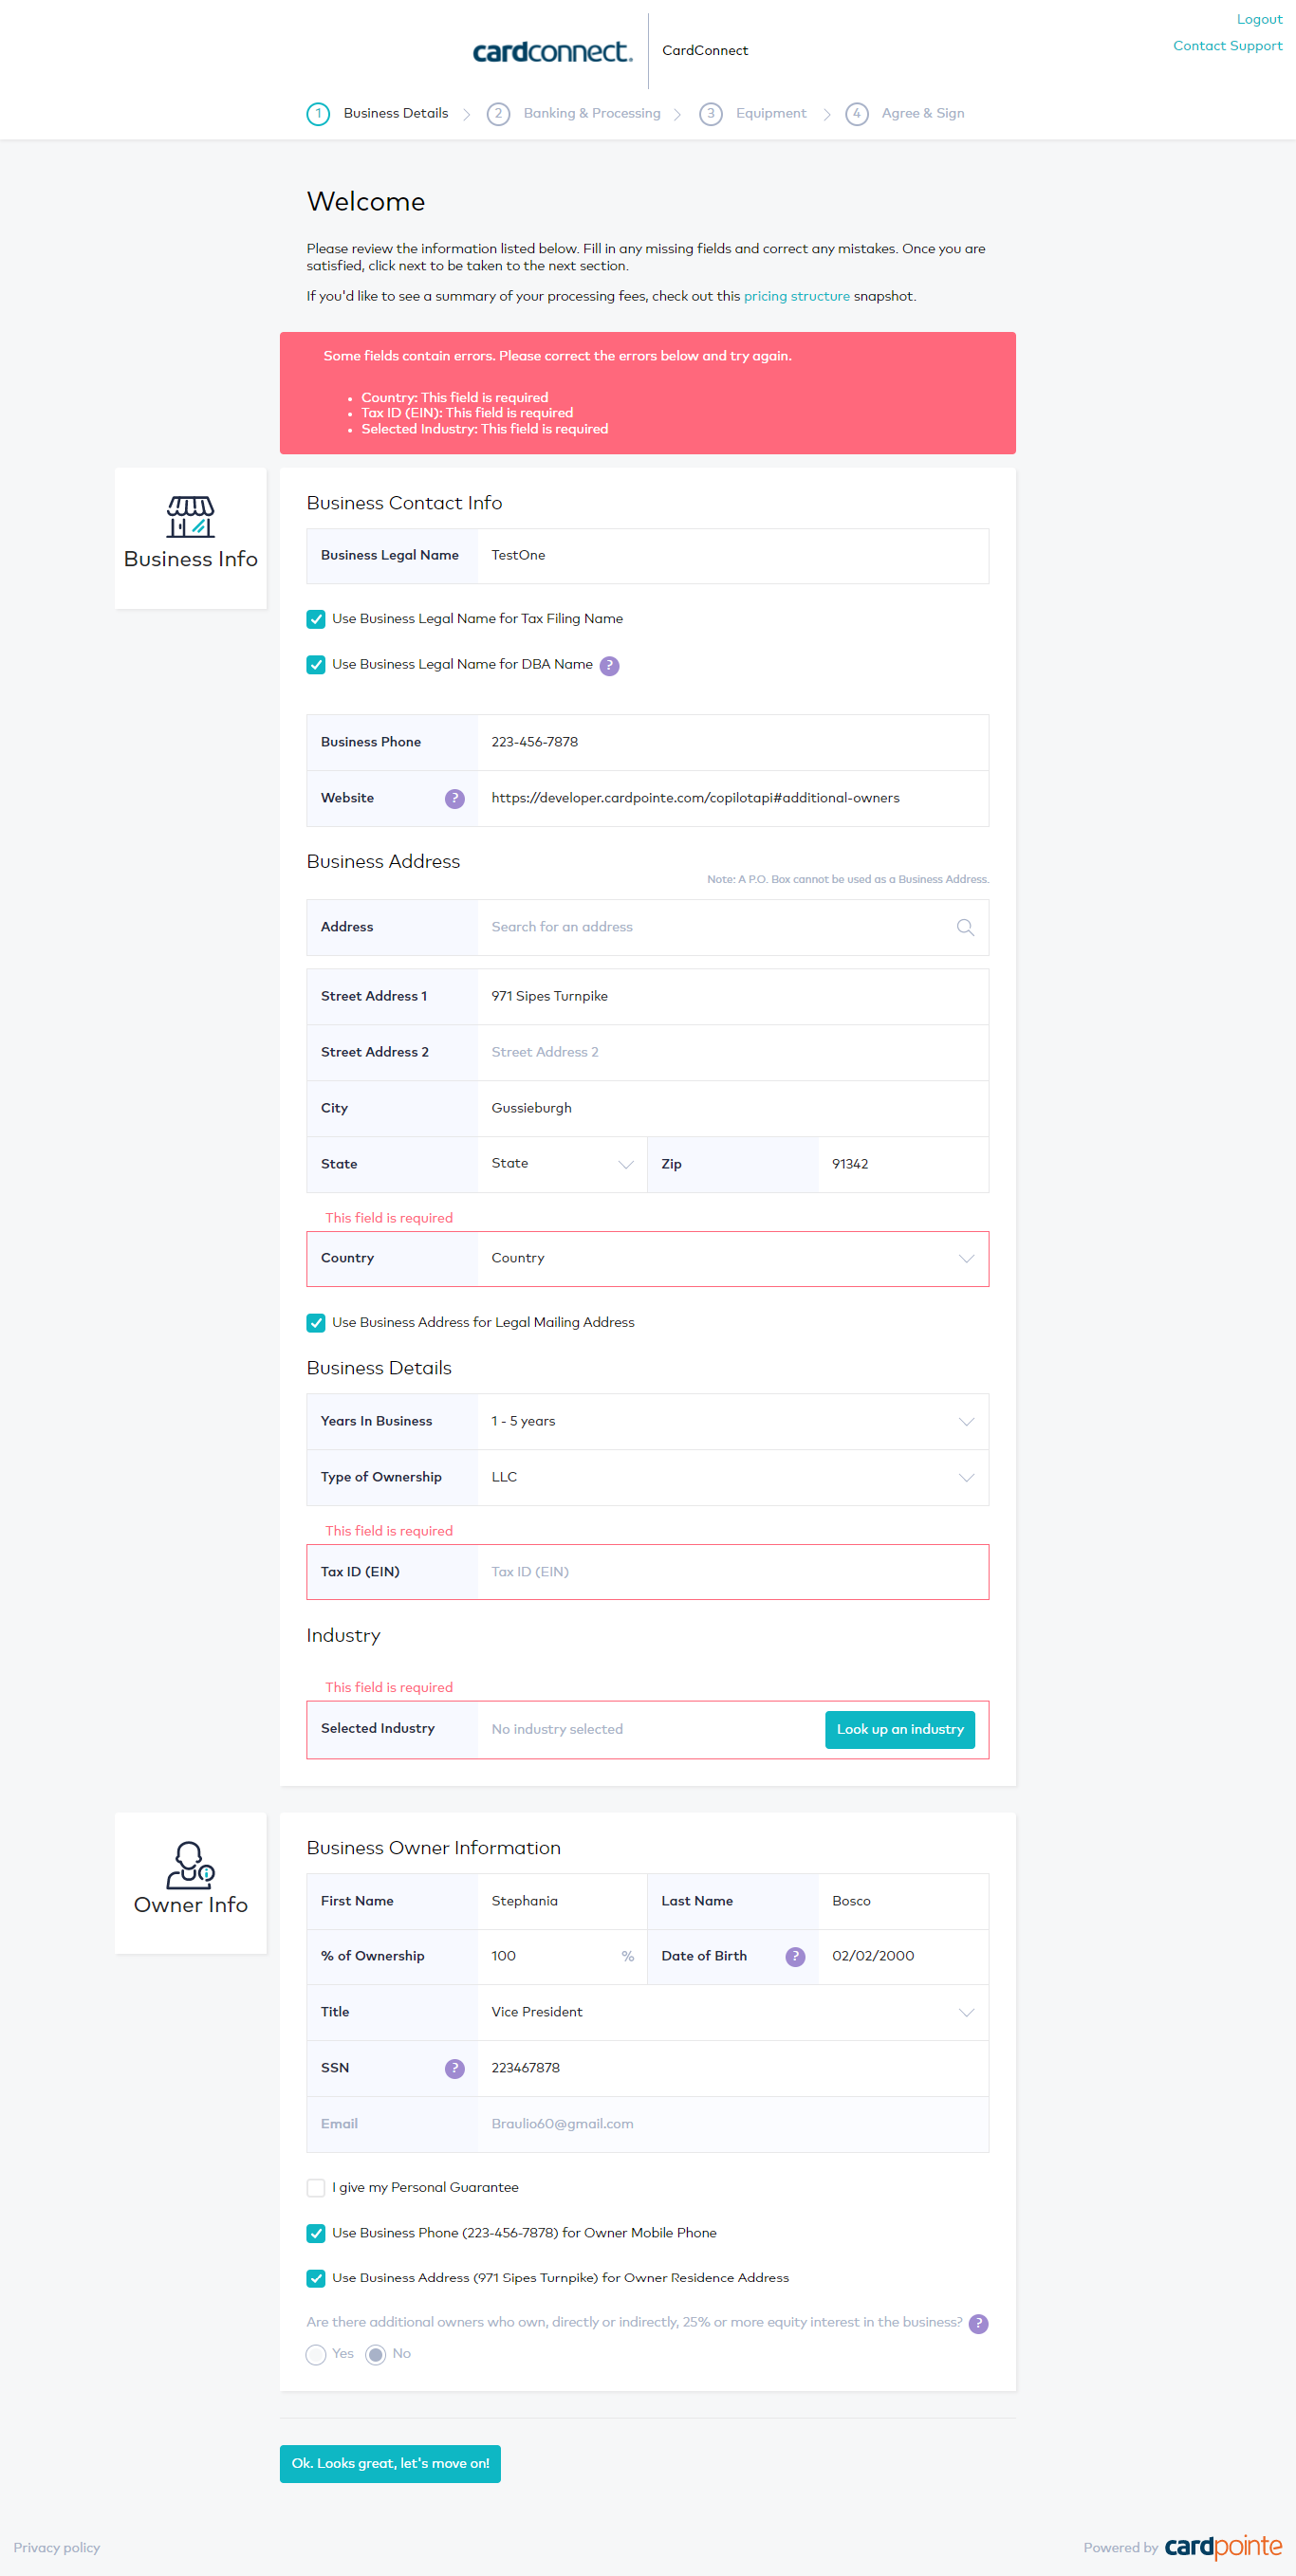 Logout
cardconnect.
CardConnect
Contact Support
1 Business Details
2 Banking & Processing
3 Equipment
4 Agree & Sign
Welcome
Please review the information listed below. Fill in any missing fields and correct any mistakes. Once you are
satisfied, click next to be taken to the next section.
If you'd like to see a summary of your processing fees, check out this pricing structure snapshot.
Some fields contain errors. Please correct the errors below and try again.
• Country: This field is required
• Tax ID (EIN): This field is required
• Selected Industry: This field is required
Business Info
Business Contact Info
Business Legal Name TestOne
Use Business Legal Name for Tax Filing Name
Use Business Legal Name for DBA Name ?
Business Phone 223-456-7878
Website ? https://developer.cardpointe.com/copilotapi#additional-owners
Business Address
Note: A P.O. Box cannot be used as a Business Address.
Address Search for an address
Street Address 1 971 Sipes Turnpike
Street Address 2 Street Address 2
City Gussieburgh
State State Zip 91342
This field is required
Country Country
Use Business Address for Legal Mailing Address
Business Details
Years In Business 1 - 5 years
Type of Ownership LLC
This field is required
Tax ID (EIN) Tax ID (EIN)
Industry
This field is required
Selected Industry No industry selected Look up an industry
Owner Info
Business Owner Information
First Name Stephania Last Name Bosco
% of Ownership 100 % Date of Birth ? 02/02/2000
Title Vice President
SSN ? 223467878
Email Braulio60@gmail.com
I give my Personal Guarantee
Use Business Phone (223-456-7878) for Owner Mobile Phone
Use Business Address (971 Sipes Turnpike) for Owner Residence Address
Are there additional owners who own, directly or indirectly, 25% or more equity interest in the business? ?
Yes No
Ok. Looks great, let's move on!
Privacy policy
Powered by cardpointe